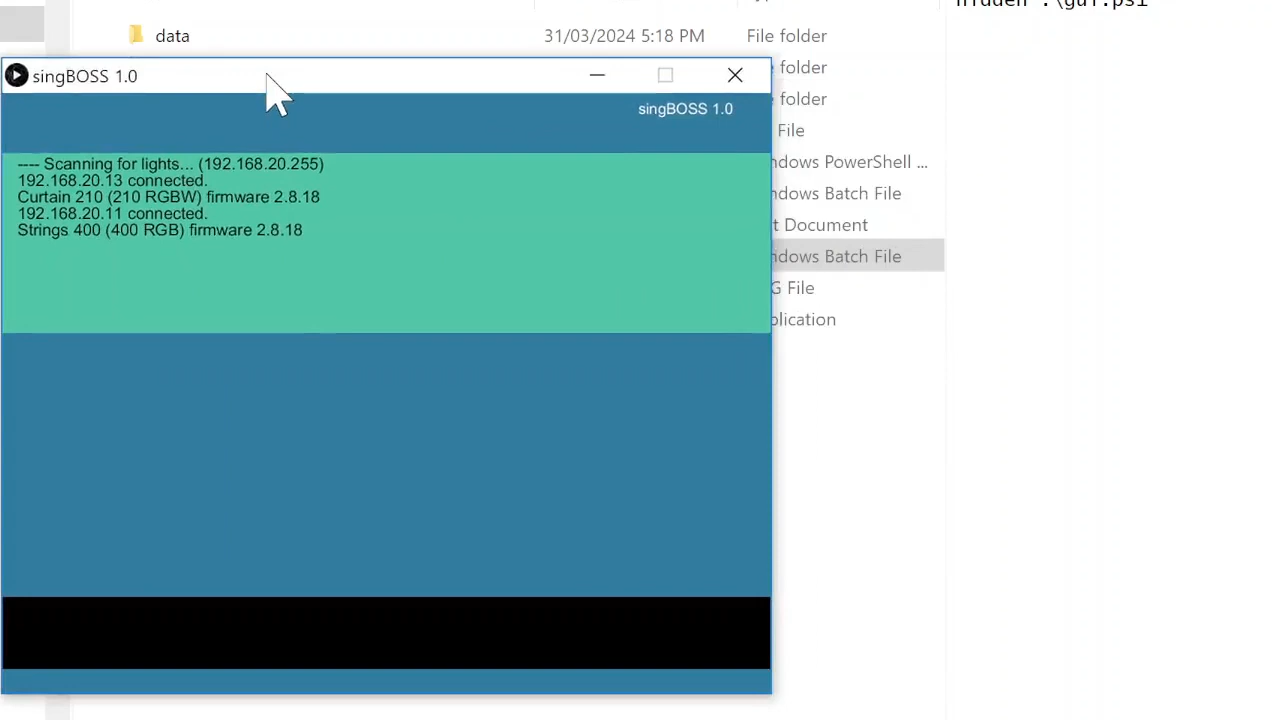 hidden .\gui.ps1
data 31/03/2024 5:18 PM File folder
singBOSS 1.0
folder
singBOSS 1.0
folder
File
---- Scanning for lights... (192.168.20.255)
ndows PowerShell ...
192.168.20.13 connected.
Curtain 210 (210 RGBW) firmware 2.8.18
ndows Batch File
192.168.20.11 connected.
Strings 400 (400 RGB) firmware 2.8.18
t Document
ndows Batch File
G File
plication